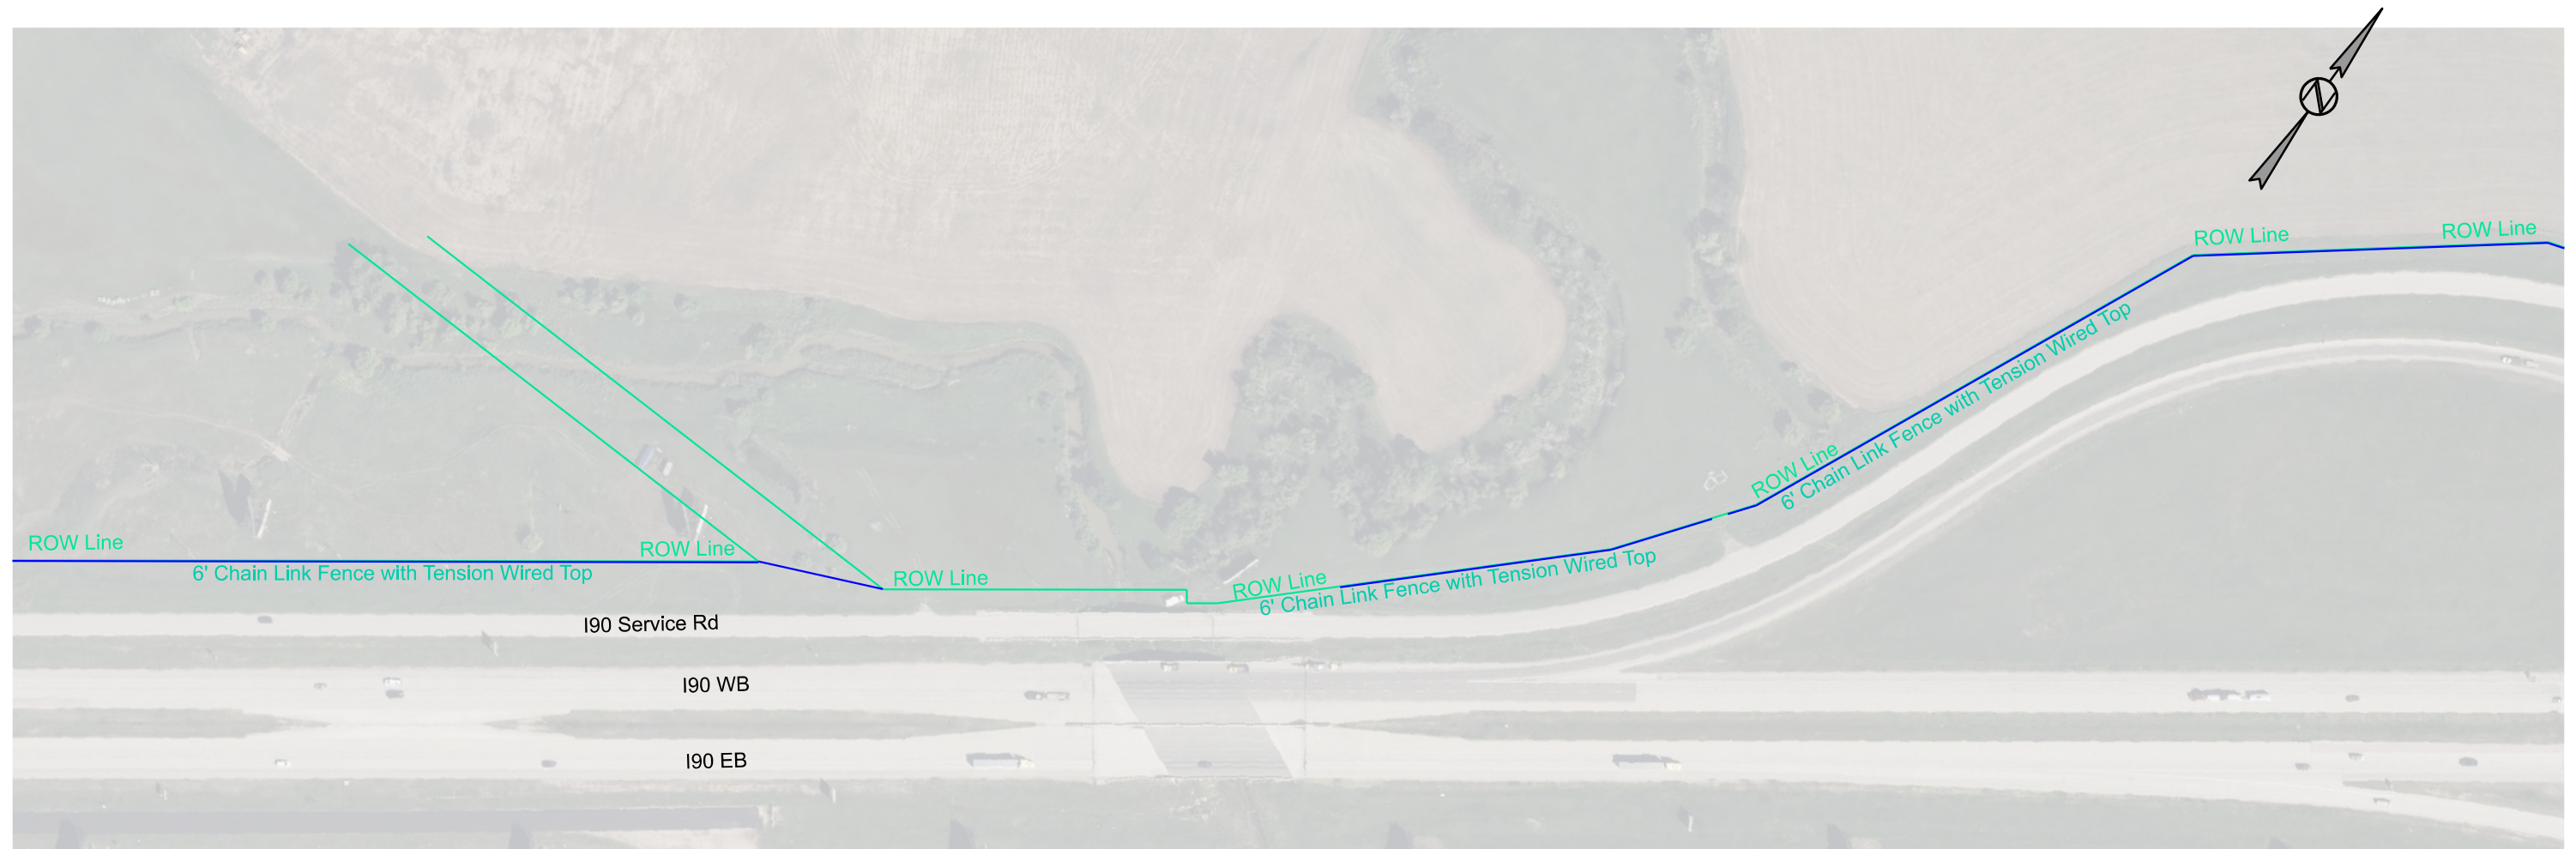 N
ROW Line
ROW Line
6' Chain Link Fence with Tension Wired Top
ROW Line
6' Chain Link Fence with Tension Wired Top
ROW Line
ROW Line
ROW Line
ROW Line
6' Chain Link Fence with Tension Wired Top
I90 Service Rd
I90 WB
I90 EB